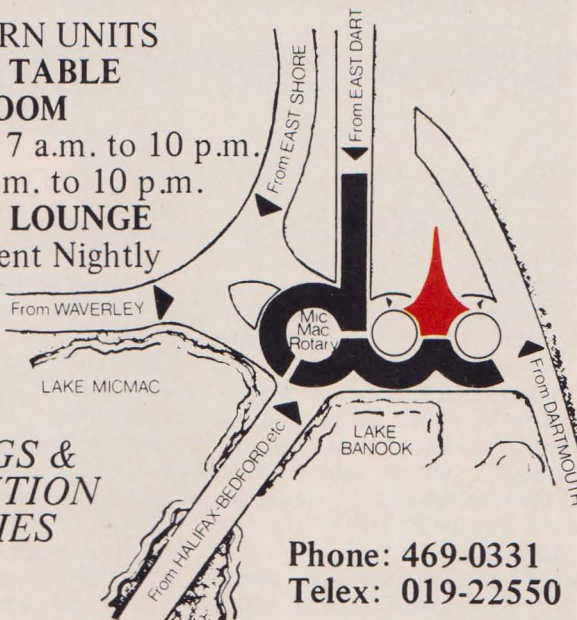 RN UNITS
TABLE
OOM
7 a.m. to 10 p.m.
.m. to 10 p.m.
LOUNGE
ent Nightly
From EAST SHORE
From EAST DART
From WAVERLEY
Mic
Mac
Rotary
LAKE MICMAC
From DARTMOUTH
LAKE
BANOOK
From HALIFAX-BEDFORD etc
GS &
TION
IES
Phone: 469-0331
Telex: 019-22550